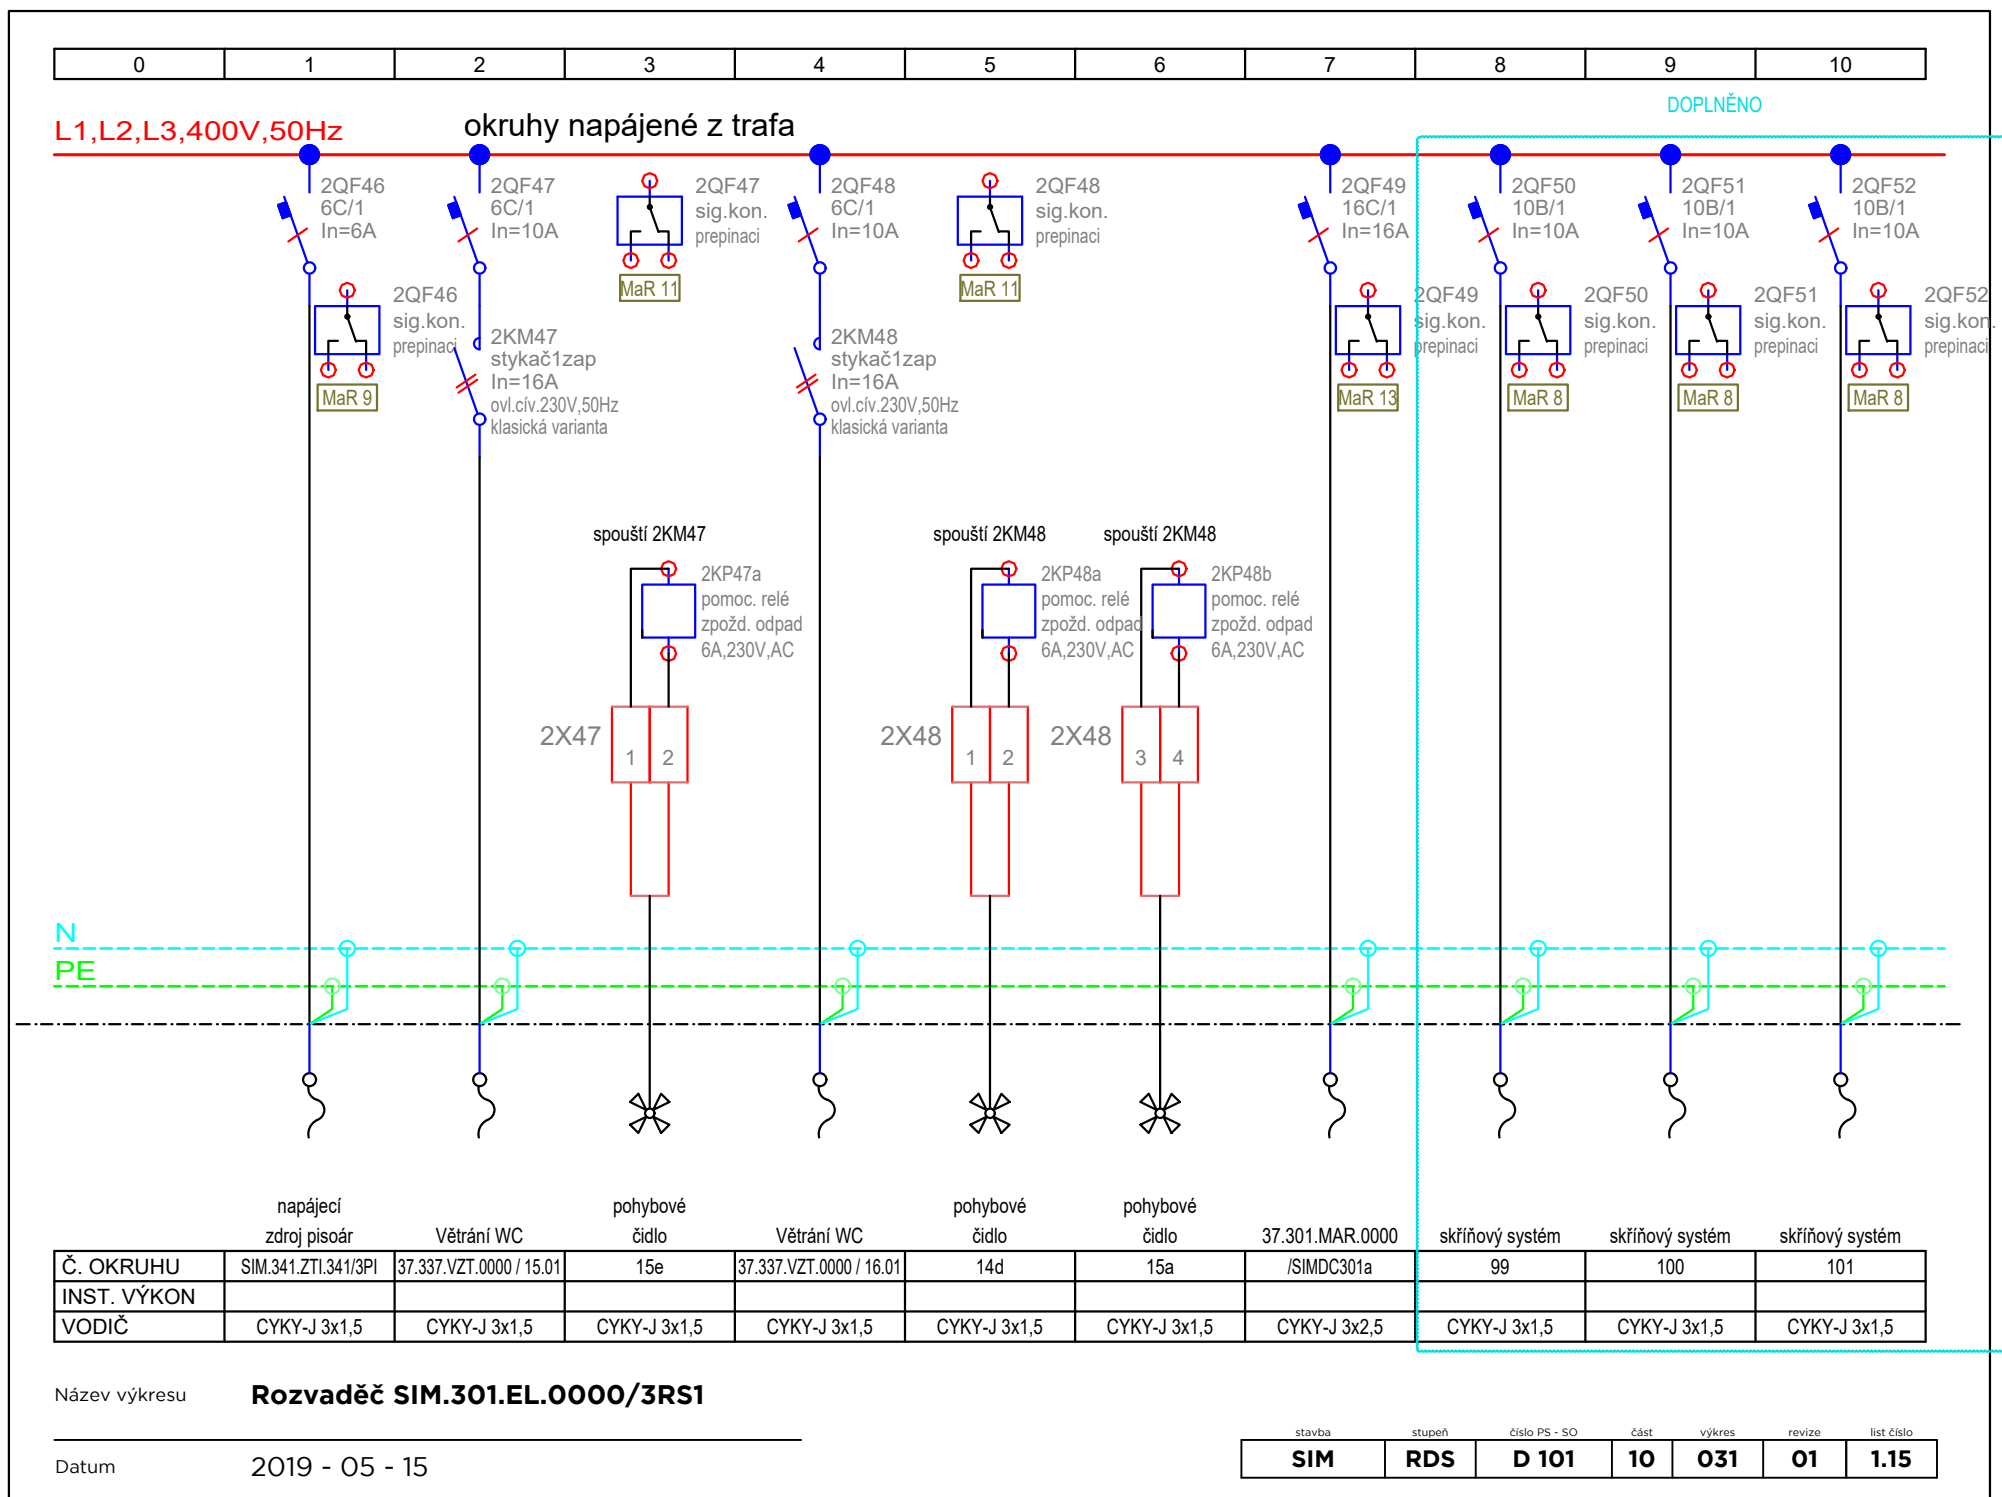 0 1 2 3 4 5 6 7 8 9 10
DOPLNĚNO
L1,L2,L3,400V,50Hz
okruhy napájené z trafa
2QF46
6C/1
In=6A
2QF46
sig.kon.
prepinaci
MaR 9
2QF47
6C/1
In=10A
2KM47
stykač1zap
In=16A
ovl.cív.230V,50Hz
klasická varianta
2QF47
sig.kon.
prepinaci
MaR 11
2QF48
6C/1
In=10A
2KM48
stykač1zap
In=16A
ovl.cív.230V,50Hz
klasická varianta
2QF48
sig.kon.
prepinaci
MaR 11
2QF49
16C/1
In=16A
2QF49
sig.kon.
prepinaci
MaR 13
2QF50
10B/1
In=10A
2QF50
sig.kon.
prepinaci
MaR 8
2QF51
10B/1
In=10A
2QF51
sig.kon.
prepinaci
MaR 8
2QF52
10B/1
In=10A
2QF52
sig.kon.
prepinaci
MaR 8
spouští 2KM47
2KP47a
pomoc. relé
zpožd. odpad
6A,230V,AC
2X47
1 2
spouští 2KM48
2KP48a
pomoc. relé
zpožd. odpad
6A,230V,AC
2X48
1 2
spouští 2KM48
2KP48b
pomoc. relé
zpožd. odpad
6A,230V,AC
2X48
3 4
N
PE
napájecí
zdroj pisoár
Větrání WC
pohybové
čidlo
Větrání WC
pohybové
čidlo
pohybové
čidlo
37.301.MAR.0000
skříňový systém
skříňový systém
skříňový systém
Č. OKRUHU SIM.341.ZTI.341/3PI 37.337.VZT.0000 / 15.01 15e 37.337.VZT.0000 / 16.01 14d 15a /SIMDC301a 99 100 101
INST. VÝKON
VODIČ CYKY-J 3x1,5 CYKY-J 3x1,5 CYKY-J 3x1,5 CYKY-J 3x1,5 CYKY-J 3x1,5 CYKY-J 3x1,5 CYKY-J 3x2,5 CYKY-J 3x1,5 CYKY-J 3x1,5 CYKY-J 3x1,5
Název výkresu Rozvaděč SIM.301.EL.0000/3RS1
Datum 2019 - 05 - 15
stavba stupeň číslo PS - SO část výkres revize list číslo
SIM RDS D 101 10 031 01 1.15